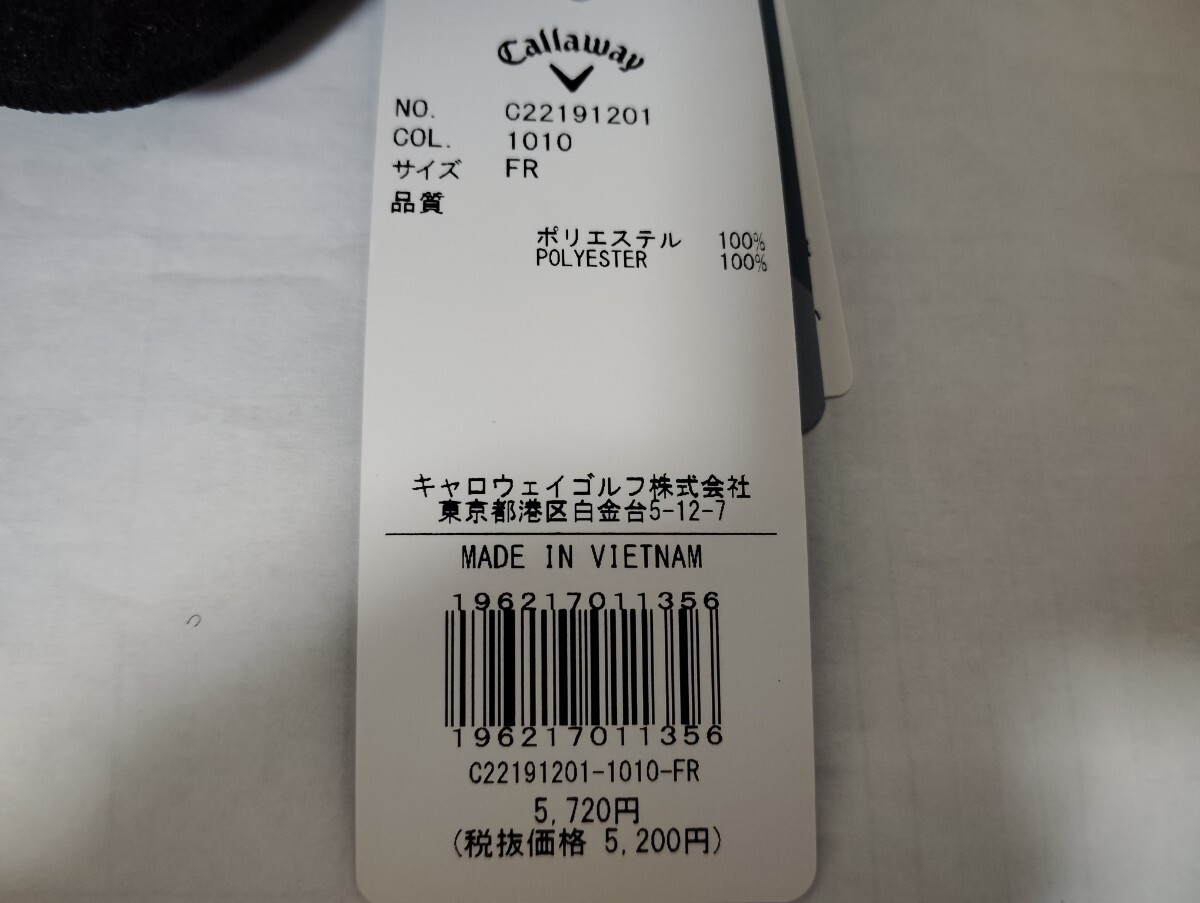 Callaway
NO. C22191201
COL. 1010
サイズ FR
品質
ポリエステル 100%
POLYESTER 100%
キャロウェイゴルフ株式会社
東京都港区白金台5-12-7
MADE IN VIETNAM
196217011356
196217011356
C22191201-1010-FR
5,720円
(税抜価格 5,200円)